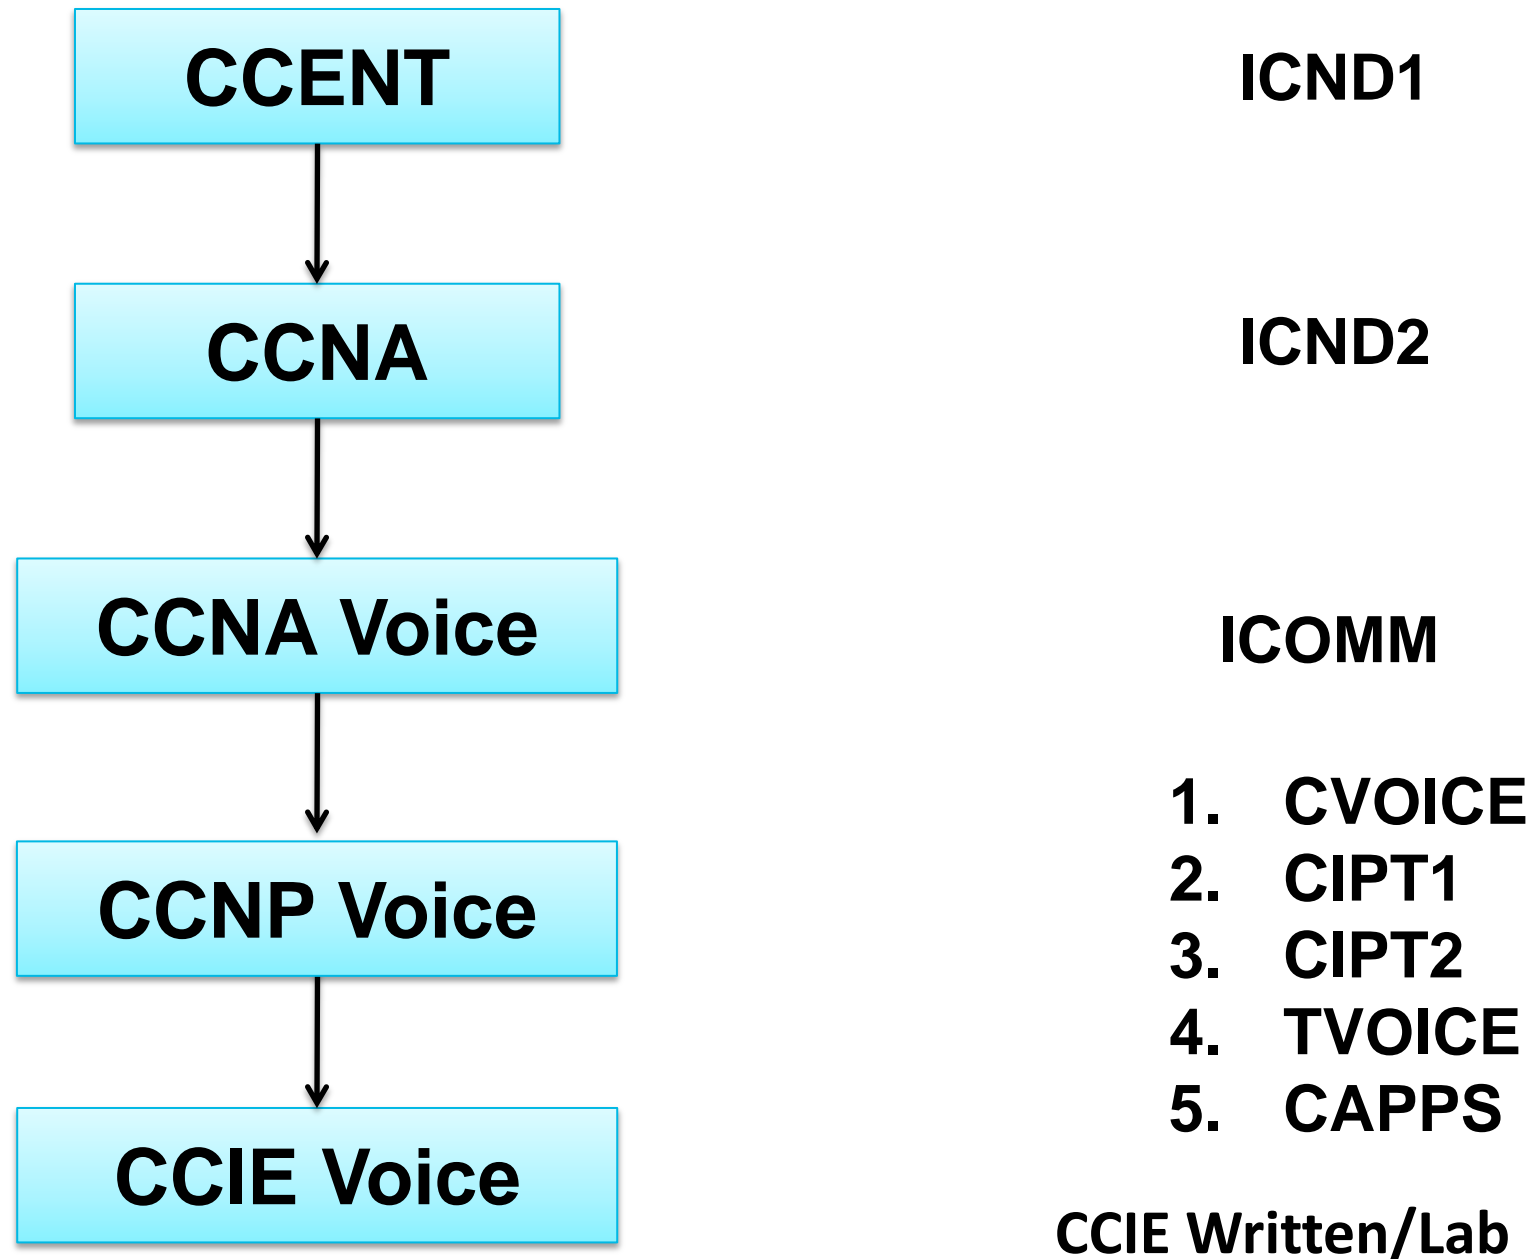 CCENT
ICND1
CCNA
ICND2
CCNA Voice
ICOMM
CCNP Voice
1. CVOICE
2. CIPT1
3. CIPT2
4. TVOICE
5. CAPPS
CCIE Voice
CCIE Written/Lab